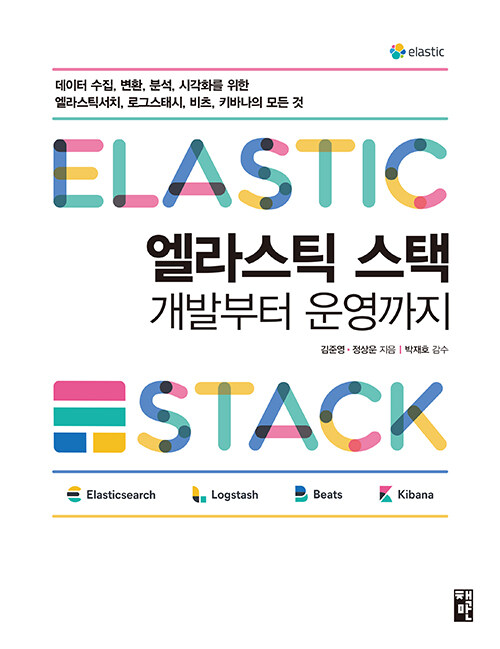 elastic
데이터 수집, 변환, 분석, 시각화를 위한
엘라스틱서치, 로그스태시, 비츠, 키바나의 모든 것
ELASTIC
엘라스틱 스택
개발부터 운영까지
김준영・정상운 지음 | 박재호 감수
STACK
Elasticsearch Logstash Beats Kibana
책만